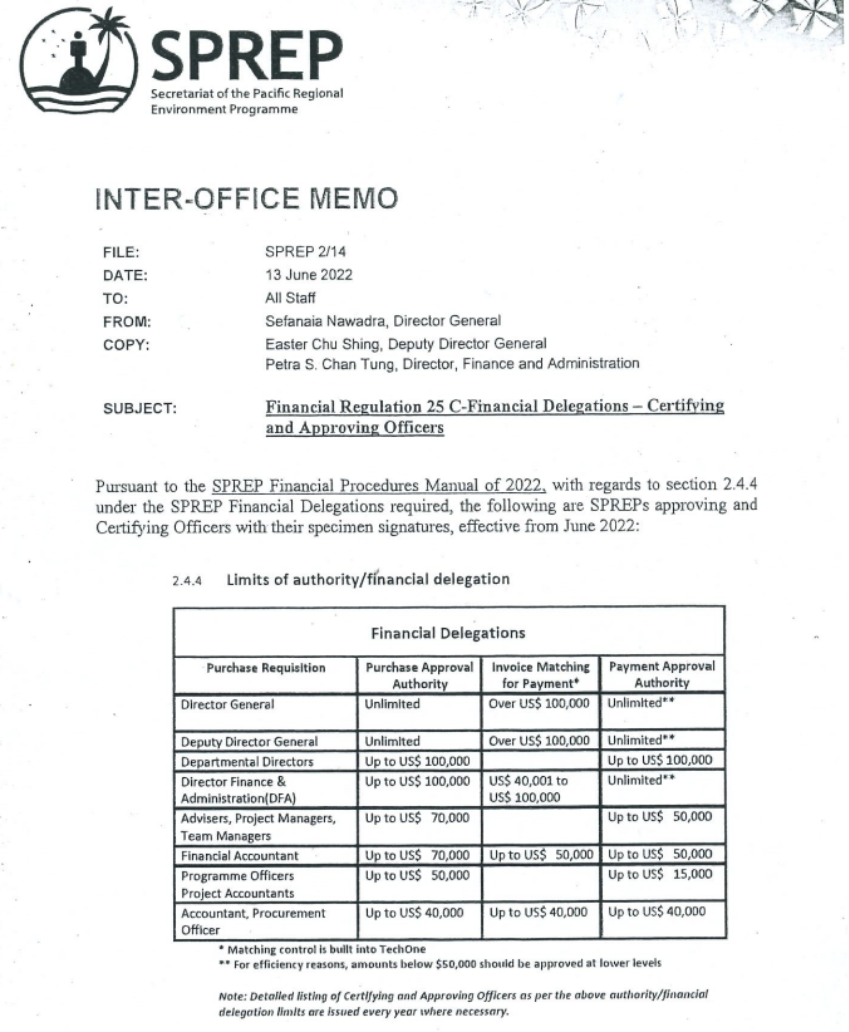 SPREP
Secretariat of the Pacific Regional
Environment Programme
INTER-OFFICE MEMO
FILE: SPREP 2/14
DATE: 13 June 2022
TO: All Staff
FROM: Sefanaia Nawadra, Director General
COPY: Easter Chu Shing, Deputy Director General
Petra S. Chan Tung, Director, Finance and Administration
SUBJECT: Financial Regulation 25 C-Financial Delegations – Certifying
and Approving Officers
Pursuant to the SPREP Financial Procedures Manual of 2022, with regards to section 2.4.4
under the SPREP Financial Delegations required, the following are SPREPs approving and
Certifying Officers with their specimen signatures, effective from June 2022:
2.4.4 Limits of authority/financial delegation
Financial Delegations
Purchase Requisition Purchase Approval Invoice Matching Payment Approval
Authority for Payment* Authority
Director General Unlimited Over US$ 100,000 Unlimited**
Deputy Director General Unlimited Over US$ 100,000 Unlimited**
Departmental Directors Up to US$ 100,000 Up to US$ 100,000
Director Finance & Up to US$ 100,000 US$ 40,001 to Unlimited**
Administration(DFA) US$ 100,000
Advisers, Project Managers, Up to US$ 70,000 Up to US$ 50,000
Team Managers
Financial Accountant Up to US$ 70,000 Up to US$ 50,000 Up to US$ 50,000
Programme Officers Up to US$ 50,000 Up to US$ 15,000
Project Accountants
Accountant, Procurement Up to US$ 40,000 Up to US$ 40,000 Up to US$ 40,000
Officer
* Matching control is built into TechOne
** For efficiency reasons, amounts below $50,000 should be approved at lower levels
Note: Detailed listing of Certifying and Approving Officers as per the above authority/financial
delegation limits are issued every year where necessary.